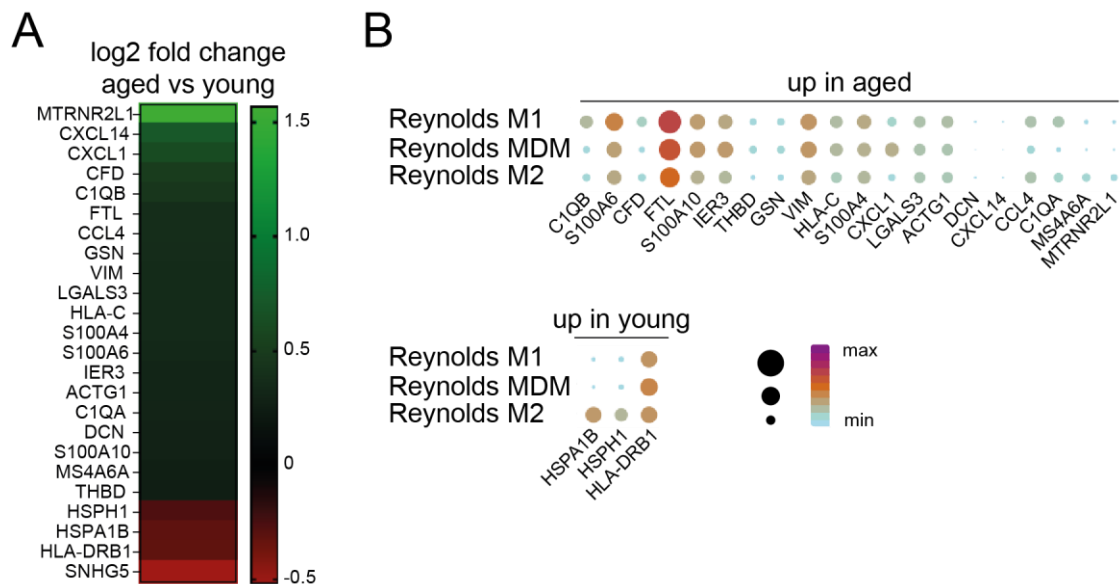 A
log2 fold change
aged vs young
MTRNR2L1
CXCL14
CXCL1
CFD
C1QB
FTL
CCL4
GSN
VIM
LGALS3
HLA-C
S100A4
S100A6
IER3
ACTG1
C1QA
DCN
S100A10
MS4A6A
THBD
HSPH1
HSPA1B
HLA-DRB1
SNHG5
1.5
1.0
0.5
0
-0.5
B
up in aged
Reynolds M1
Reynolds MDM
Reynolds M2
C1QB
S100A6
CFD
FTL
S100A10
IER3
THBD
GSN
VIM
HLA-C
S100A4
CXCL1
LGALS3
ACTG1
DCN
CXCL14
CCL4
C1QA
MS4A6A
MTRNR2L1
up in young
Reynolds M1
Reynolds MDM
Reynolds M2
HSPA1B
HSPH1
HLA-DRB1
max
min